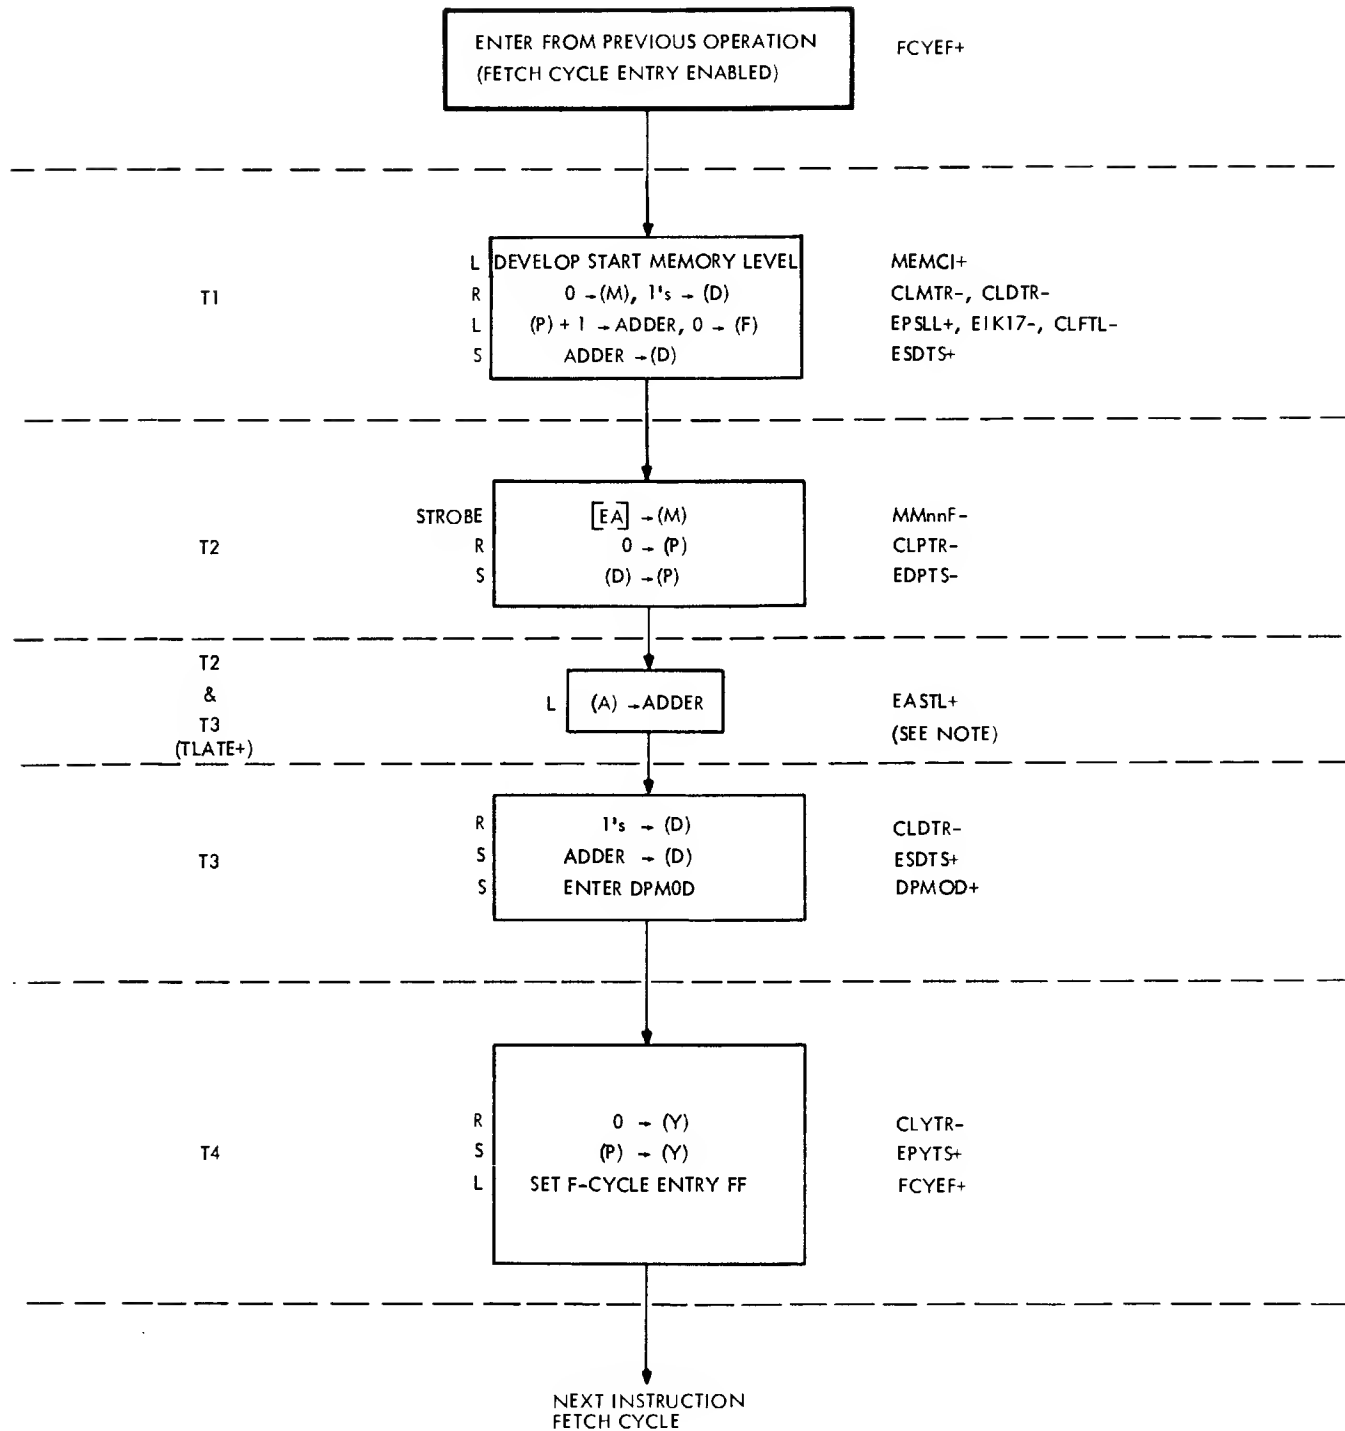 ENTER FROM PREVIOUS OPERATION FCYEF+
(FETCH CYCLE ENTRY ENABLED)
L DEVELOP START MEMORY LEVEL MEMCI+
T1 R 0 → (M), 1's → (D) CLMTR-, CLDTR-
L (P) + 1 → ADDER, 0 → (F) EPSLL+, EIK17-, CLFTL-
S ADDER → (D) ESDTS+
STROBE [EA] → (M) MMnnF-
T2 R 0 → (P) CLPTR-
S (D) → (P) EDPTS-
T2
&
T3
(TLATE+)
L (A) → ADDER EASTL+
(SEE NOTE)
R 1's → (D) CLDTR-
T3 S ADDER → (D) ESDTS+
S ENTER DPM0D DPMOD+
R 0 → (Y) CLYTR-
T4 S (P) → (Y) EPYTS+
L SET F-CYCLE ENTRY FF FCYEF+
NEXT INSTRUCTION
FETCH CYCLE